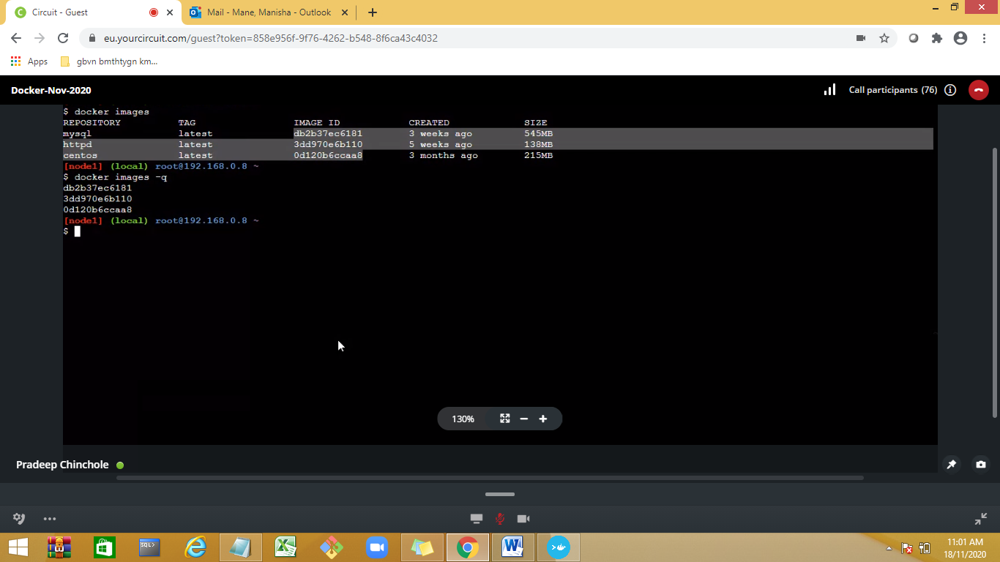 Circuit - Guest
Mail - Mane, Manisha - Outlook
eu.yourcircuit.com/guest?token=858e956f-9f76-4262-b548-8f6ca43c4032
Apps gbvn bmthtygn km...
Docker-Nov-2020
Call participants (76)
$ docker images
REPOSITORY TAG IMAGE ID CREATED SIZE
mysql latest db2b37ec6181 3 weeks ago 545MB
httpd latest 3dd970e6b110 5 weeks ago 138MB
centos latest 0d120b6ccaa8 3 months ago 215MB
[node1] (local) root@192.168.0.8 ~
$ docker images -q
db2b37ec6181
3dd970e6b110
0d120b6ccaa8
[node1] (local) root@192.168.0.8 ~
$
130%
Pradeep Chinchole
SQL>
11:01 AM
18/11/2020